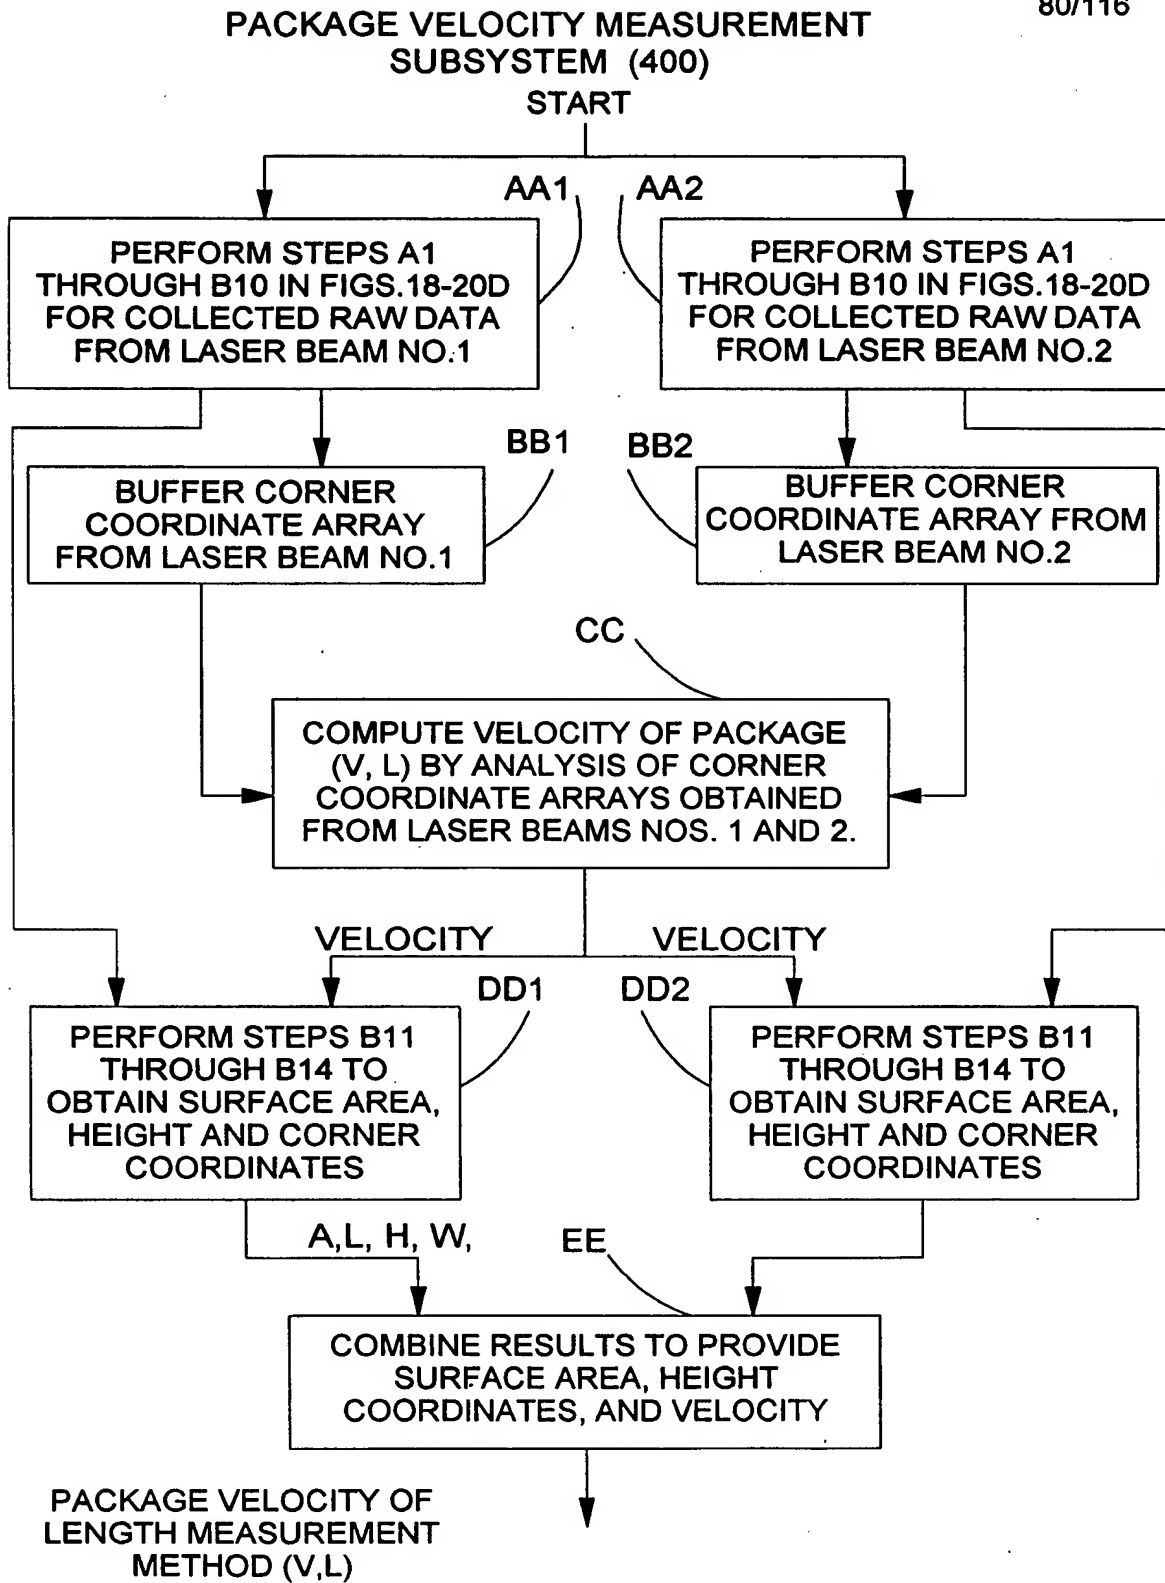 80/116
PACKAGE VELOCITY MEASUREMENT
SUBSYSTEM (400)
START
AA1
AA2
PERFORM STEPS A1
THROUGH B10 IN FIGS.18-20D
FOR COLLECTED RAW DATA
FROM LASER BEAM NO.1
PERFORM STEPS A1
THROUGH B10 IN FIGS.18-20D
FOR COLLECTED RAW DATA
FROM LASER BEAM NO.2
BB1
BB2
BUFFER CORNER
COORDINATE ARRAY
FROM LASER BEAM NO.1
BUFFER CORNER
COORDINATE ARRAY FROM
LASER BEAM NO.2
CC
COMPUTE VELOCITY OF PACKAGE
(V, L) BY ANALYSIS OF CORNER
COORDINATE ARRAYS OBTAINED
FROM LASER BEAMS NOS. 1 AND 2.
VELOCITY
VELOCITY
DD1
DD2
PERFORM STEPS B11
THROUGH B14 TO
OBTAIN SURFACE AREA,
HEIGHT AND CORNER
COORDINATES
PERFORM STEPS B11
THROUGH B14 TO
OBTAIN SURFACE AREA,
HEIGHT AND CORNER
COORDINATES
A,L, H, W,
EE
COMBINE RESULTS TO PROVIDE
SURFACE AREA, HEIGHT
COORDINATES, AND VELOCITY
PACKAGE VELOCITY OF
LENGTH MEASUREMENT
METHOD (V,L)